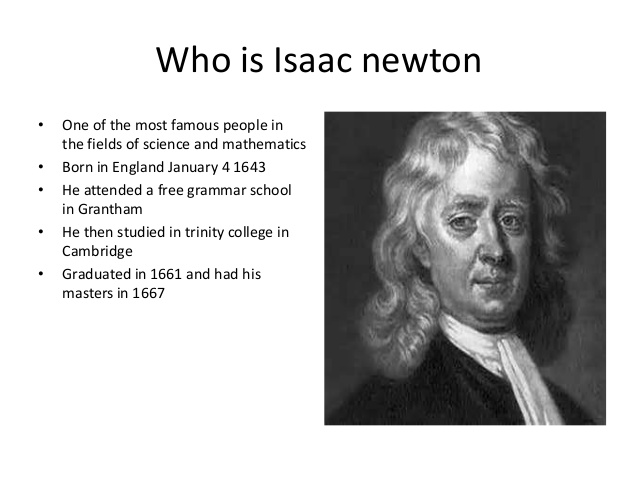 Who is Isaac newton
• One of the most famous people in
the fields of science and mathematics
• Born in England January 4 1643
• He attended a free grammar school
in Grantham
• He then studied in trinity college in
Cambridge
• Graduated in 1661 and had his
masters in 1667